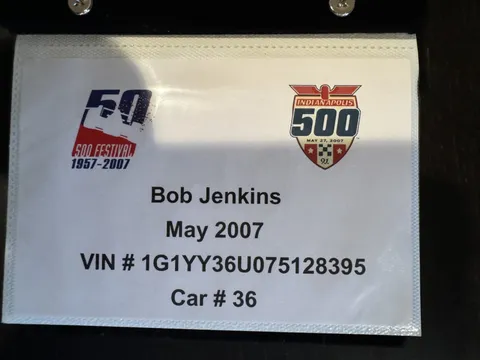 50
500 FESTIVAL
1957-2007
INDIANAPOLIS
500
MAY 27, 2007
Bob Jenkins
May 2007
VIN # 1G1YY36U075128395
Car # 36